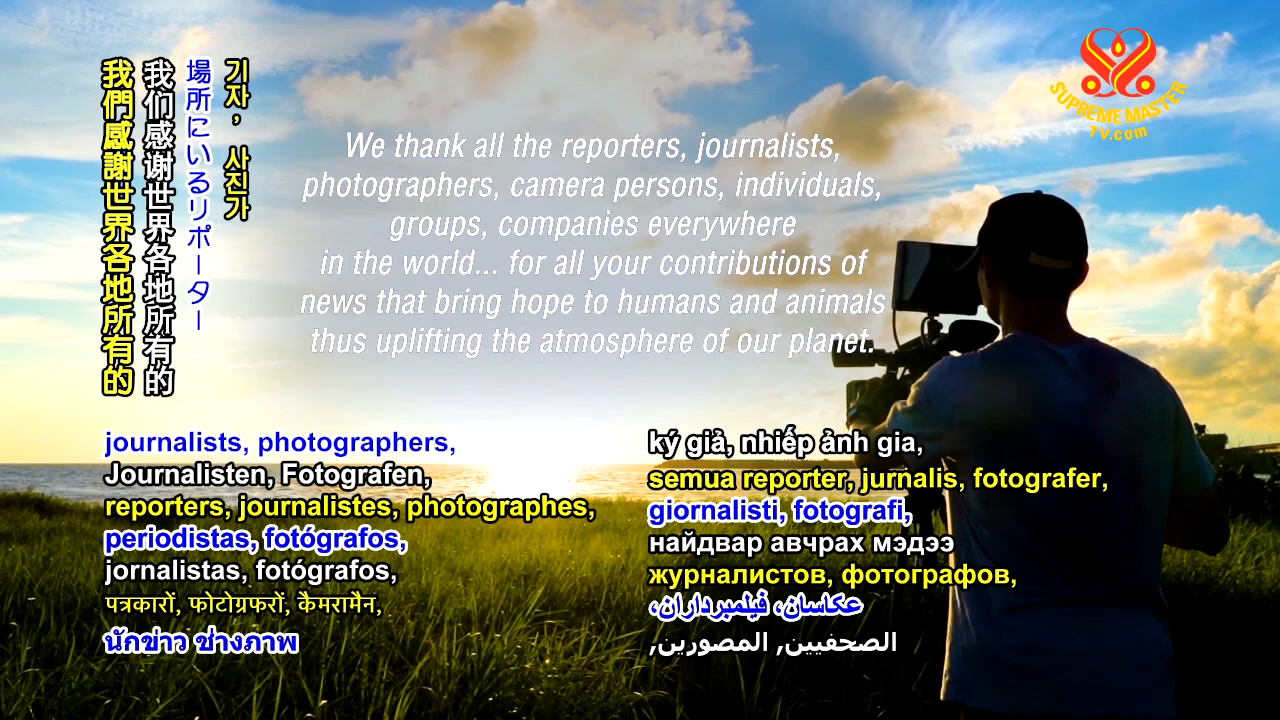 我們感謝世界各地所有的
我们感谢世界各地所有的
場所にいるリポーター
기자, 사진가
SUPREME MASTER
TV.com
We thank all the reporters, journalists,
photographers, camera persons, individuals,
groups, companies everywhere
in the world... for all your contributions of
news that bring hope to humans and animals
thus uplifting the atmosphere of our planet.
journalists, photographers,
Journalisten, Fotografen,
reporters, journalistes, photographes,
periodistas, fotógrafos,
jornalistas, fotógrafos,
पत्रकारों, फोटोग्रफरों, कैमरामैन,
นักข่าว ช่างภาพ
ký giả, nhiếp ảnh gia,
semua reporter, jurnalis, fotografer,
giornalisti, fotografi,
найдвар авчрах мэдээ
журналистов, фотографов,
عکاسان، فیلمبرداران،
الصحفيين, المصورين,